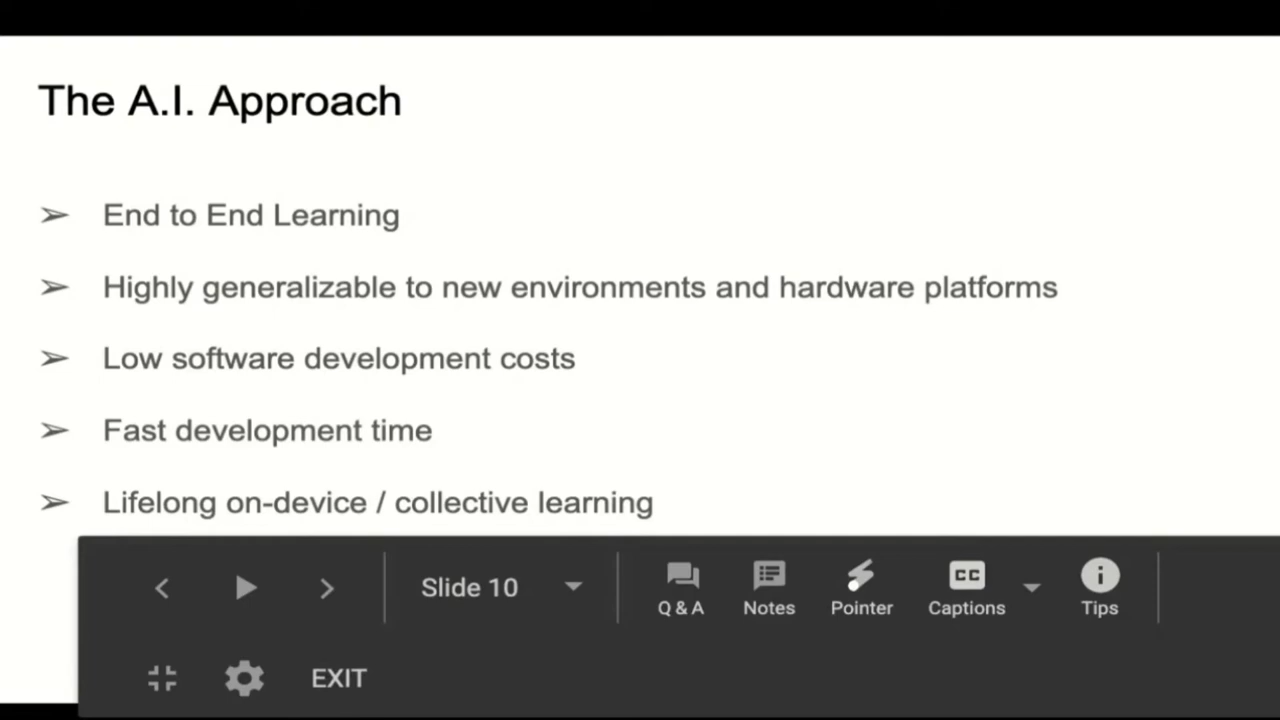 The A.I. Approach
➢ End to End Learning
➢ Highly generalizable to new environments and hardware platforms
➢ Low software development costs
➢ Fast development time
➢ Lifelong on-device / collective learning
Slide 10
Q & A
Notes
Pointer
CC
Captions
Tips
EXIT